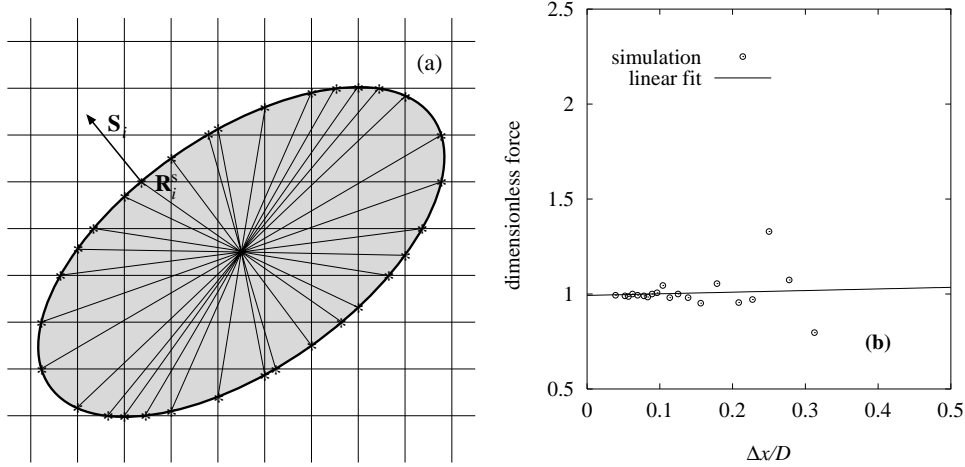 (a)
S_i
R_i^s
2.5
2
1.5
1
0.5
dimensionless force
simulation
linear fit
(b)
0 0.1 0.2 0.3 0.4 0.5
Δx/D